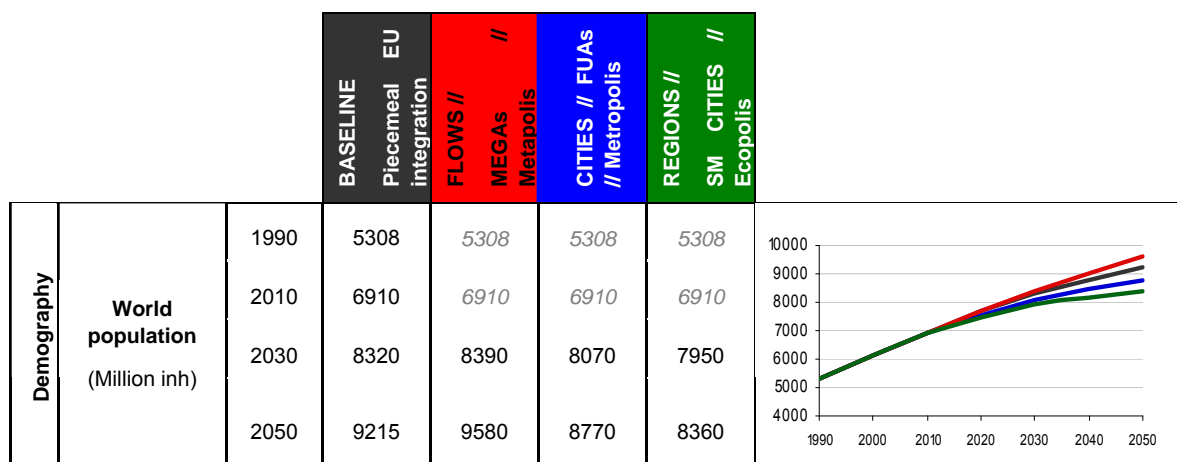 BASELINE
Piecemeal EU
integration
FLOWS //
MEGAs //
Metapolis
CITIES // FUAs
// Metropolis
REGIONS //
SM CITIES //
Ecopolis
Demography
World
population
(Million inh)
1990 5308 5308 5308 5308
2010 6910 6910 6910 6910
2030 8320 8390 8070 7950
2050 9215 9580 8770 8360
10000
9000
8000
7000
6000
5000
4000
1990 2000 2010 2020 2030 2040 2050